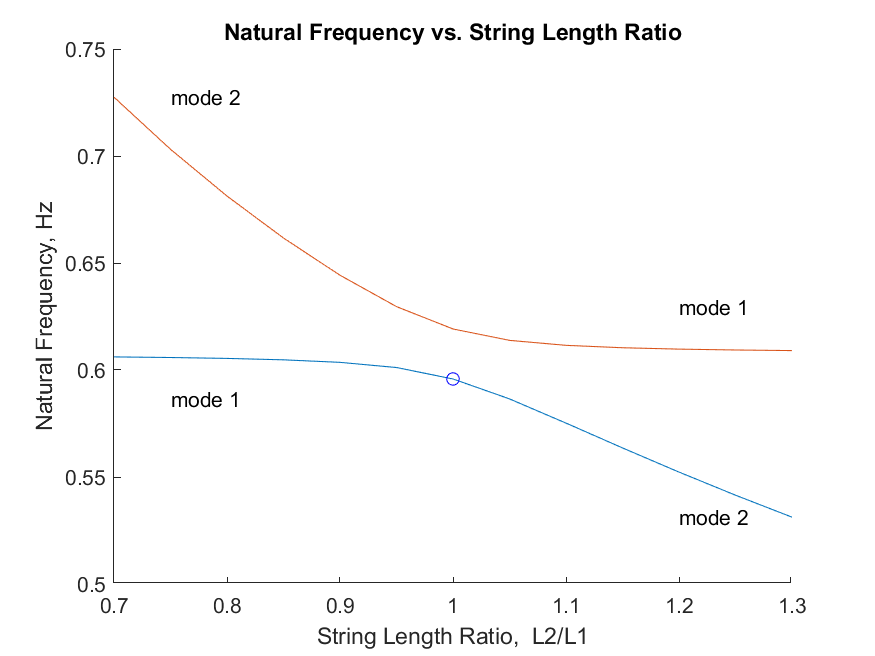 Natural Frequency vs. String Length Ratio
0.75
0.7
0.65
0.6
0.55
0.5
Natural Frequency, Hz
mode 2
mode 1
mode 1
mode 2
0.7 0.8 0.9 1 1.1 1.2 1.3
String Length Ratio,  L2/L1